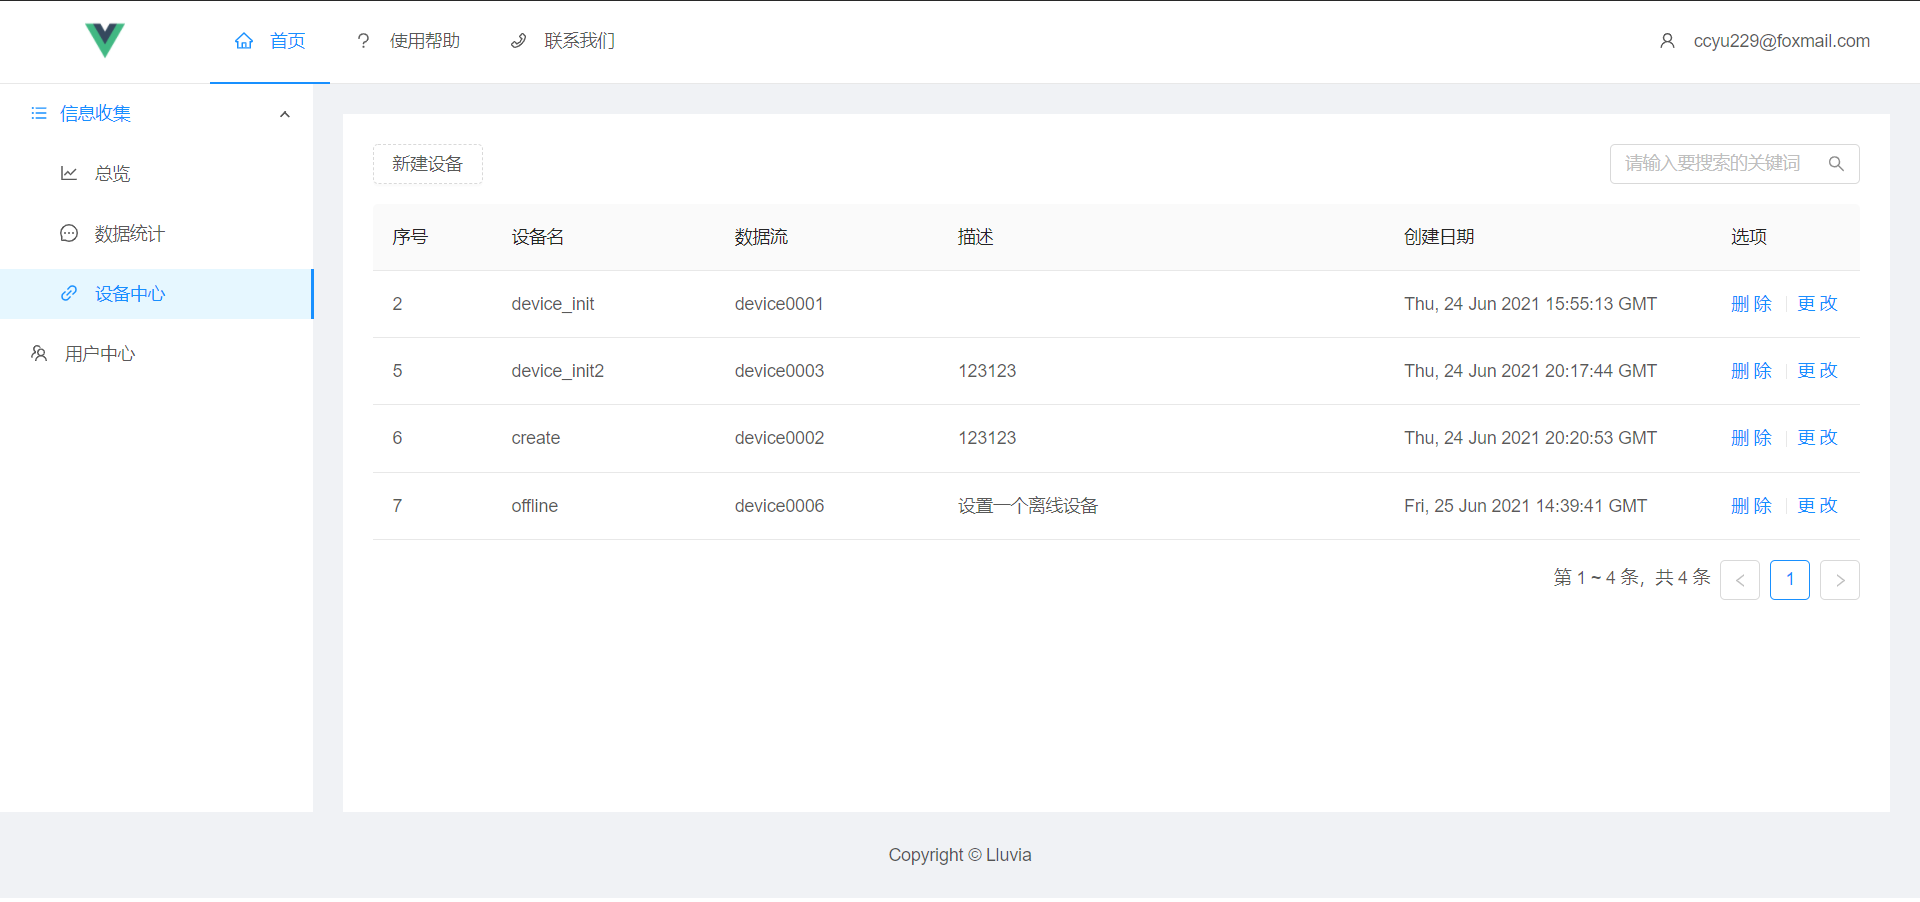 首页 使用帮助 联系我们 ccyu229@foxmail.com
信息收集
总览
数据统计
设备中心
用户中心
新建设备 请输入要搜索的关键词
序号 设备名 数据流 描述 创建日期 选项
2 device_init device0001 Thu, 24 Jun 2021 15:55:13 GMT 删 除 更 改
5 device_init2 device0003 123123 Thu, 24 Jun 2021 20:17:44 GMT 删 除 更 改
6 create device0002 123123 Thu, 24 Jun 2021 20:20:53 GMT 删 除 更 改
7 offline device0006 设置一个离线设备 Fri, 25 Jun 2021 14:39:41 GMT 删 除 更 改
第 1 ~ 4 条，共 4 条 < 1 >
Copyright © Lluvia